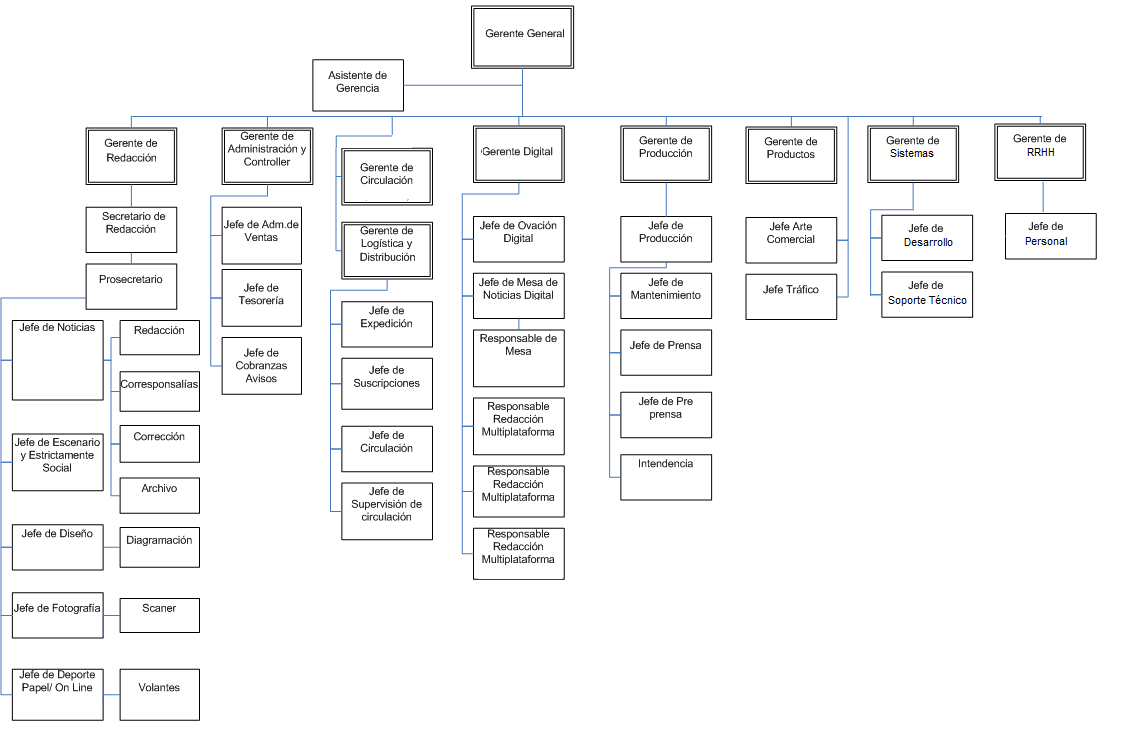 Gerente General
Asistente de
Gerencia
Gerente de
Redacción
Gerente de
Administración y
Controller
Gerente de
Circulación
Gerente de
Logística y
Distribución
Gerente Digital
Gerente de
Producción
Gerente de
Productos
Gerente de
Sistemas
Gerente de
RRHH
Secretario de
Redacción
Prosecretario
Jefe de Noticias
Redacción
Corresponsalías
Corrección
Archivo
Jefe de Escenario
y Estrictamente
Social
Jefe de Diseño
Diagramación
Jefe de Fotografía
Scaner
Jefe de Deporte
Papel/ On Line
Volantes
Jefe de Adm.de
Ventas
Jefe de
Tesorería
Jefe de
Cobranzas
Avisos
Jefe de
Expedición
Jefe de
Suscripciones
Jefe de
Circulación
Jefe de
Supervisión de
circulación
Jefe de Ovación
Digital
Jefe de Mesa de
Noticias Digital
Responsable de
Mesa
Responsable
Redacción
Multiplataforma
Responsable
Redacción
Multiplataforma
Responsable
Redacción
Multiplataforma
Jefe de
Producción
Jefe de
Mantenimiento
Jefe de Prensa
Jefe de Pre
prensa
Intendencia
Jefe Arte
Comercial
Jefe Tráfico
Jefe de
Desarrollo
Jefe de
Soporte Técnico
Jefe de
Personal